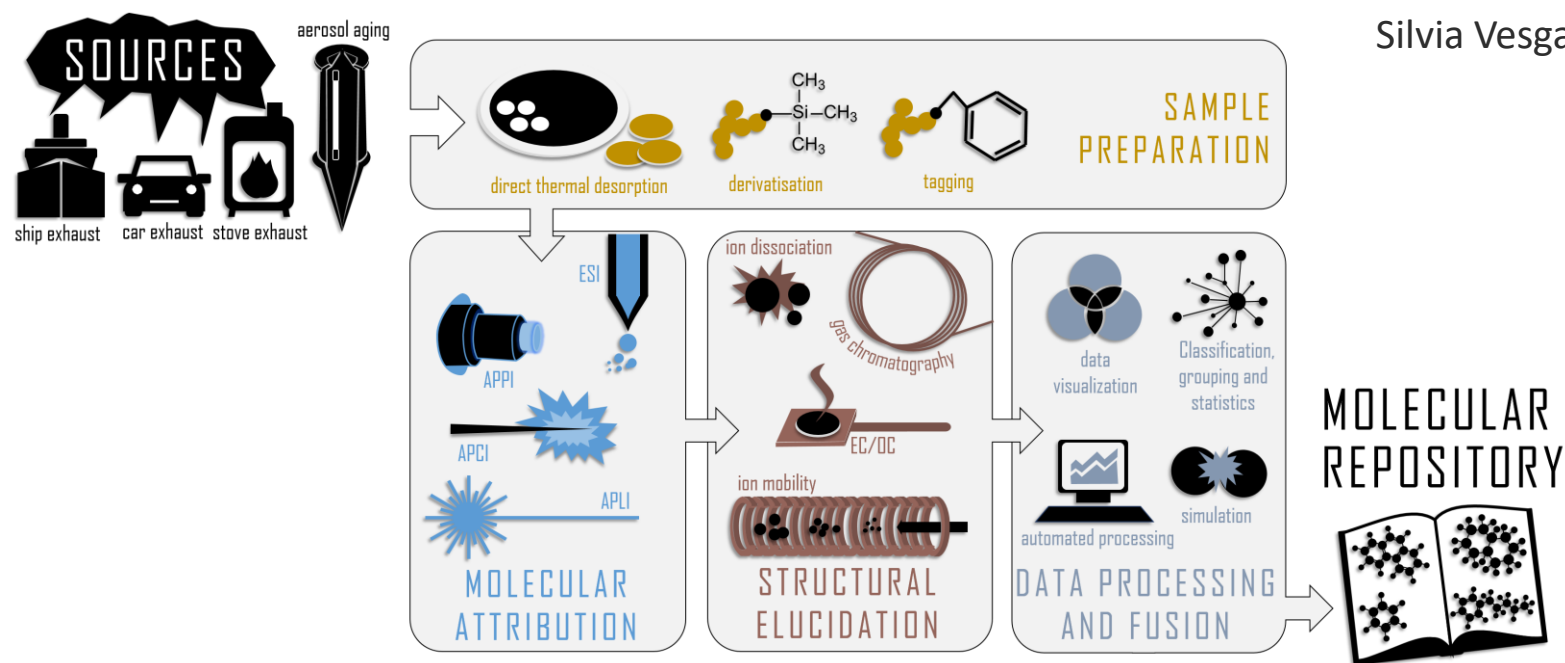 Silvia Vesga
SOURCES
aerosol aging
ship exhaust
car exhaust
stove exhaust
CH3
Si
CH3
CH3
direct thermal desorption
derivatisation
tagging
SAMPLE
PREPARATION
ESI
APPI
APCI
APLI
MOLECULAR
ATTRIBUTION
ion dissociation
gas chromatography
EC/OC
ion mobility
STRUCTURAL
ELUCIDATION
data
visualization
Classification,
grouping and
statistics
automated processing
simulation
DATA PROCESSING
AND FUSION
MOLECULAR
REPOSITORY